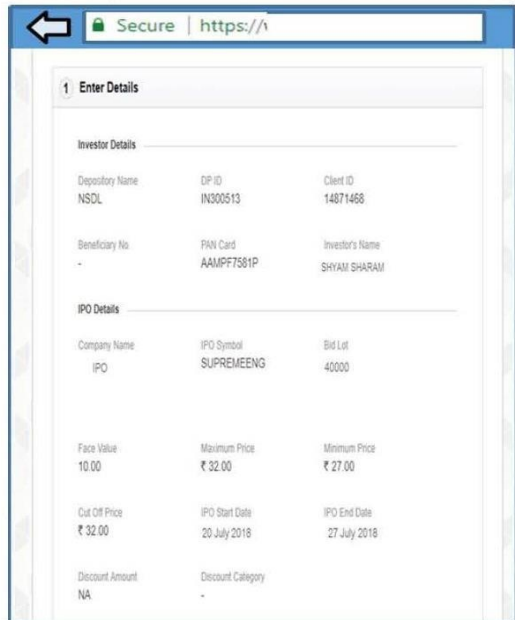 Secure | https://
1 Enter Details
Investor Details
Depository Name DP ID Client ID
NSDL IN300513 14871468
Beneficiary No PAN Card Investor's Name
- AAMPF7581P SHYAM SHARAM
IPO Details
Company Name IPO Symbol Bid Lot
IPO SUPREMEENG 40000
Face Value Maximum Price Minimum Price
10.00 ₹ 32.00 ₹ 27.00
Cut Off Price IPO Start Date IPO End Date
₹ 32.00 20 July 2018 27 July 2018
Discount Amount Discount Category
NA -